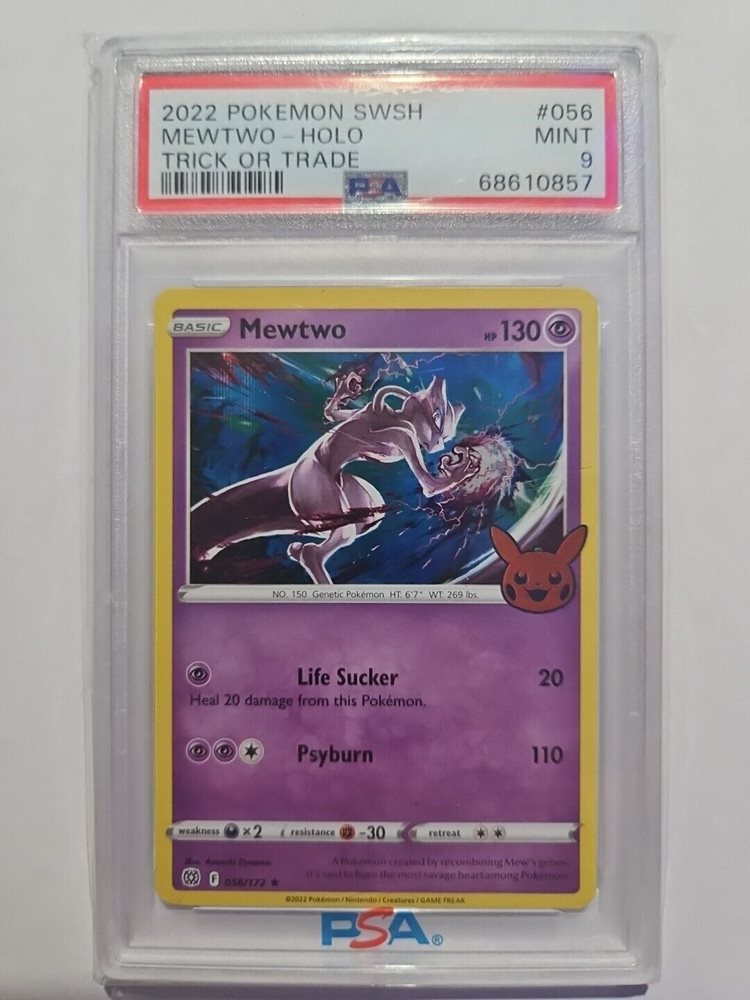 2022 POKEMON SWSH #056
MEWTWO - HOLO MINT
TRICK OR TRADE 9
PSA 68610857
BASIC Mewtwo HP 130
NO. 150 Genetic Pokémon HT: 6'7" WT: 269 lbs.
Life Sucker 20
Heal 20 damage from this Pokémon.
Psyburn 110
weakness ×2 resistance -30 retreat
Illus. Anesaki Dynamic
A Pokémon created by recombining Mew's genes.
It's said to have the most savage heart among Pokémon.
F 056/172 ★
©2022 Pokémon / Nintendo / Creatures / GAME FREAK
PSA®